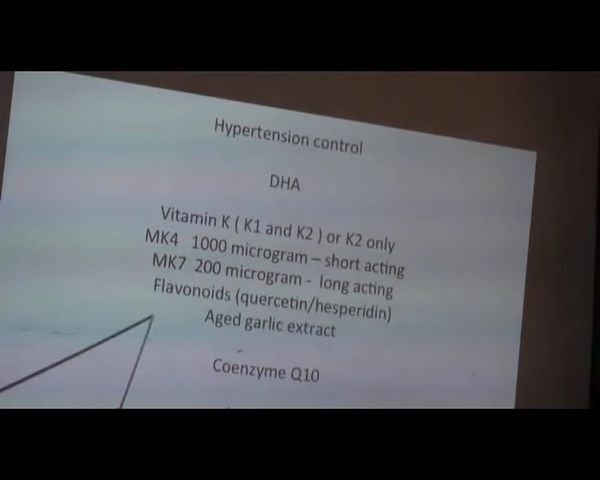 Hypertension control
DHA
Vitamin K ( K1 and K2 ) or K2 only
MK4 1000 microgram – short acting
MK7 200 microgram - long acting
Flavonoids (quercetin/hesperidin)
Aged garlic extract
Coenzyme Q10